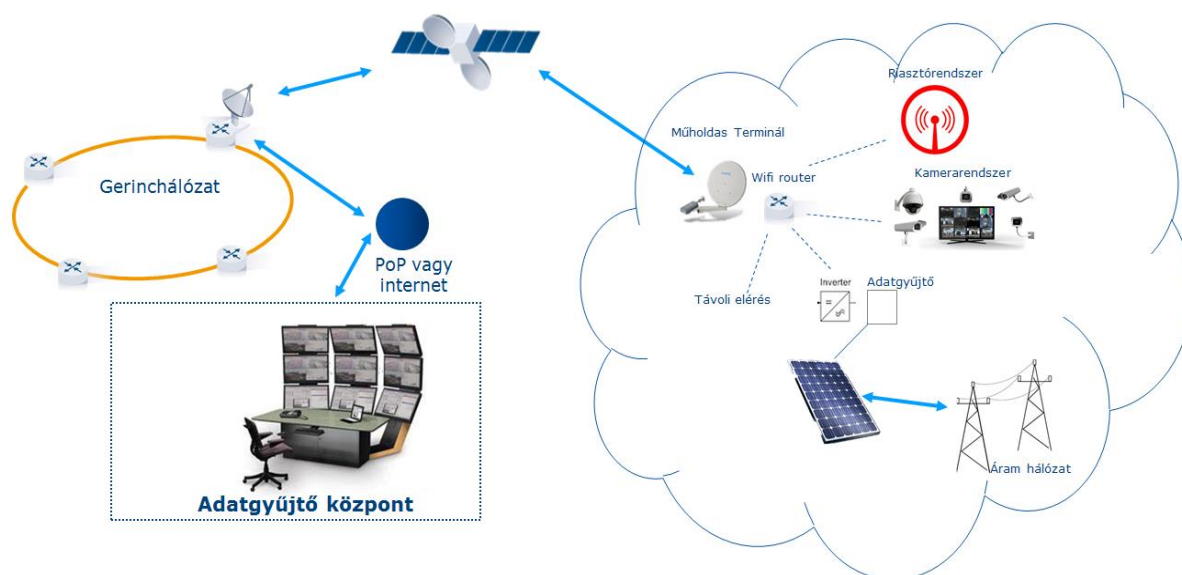 Gerinchálózat
PoP vagy
internet
Adatgyűjtő központ
Riasztórendszer
Műholdas Terminál
Wifi router
Kamerarendszer
Távoli elérés
Inverter
Adatgyűjtő
Áram hálózat